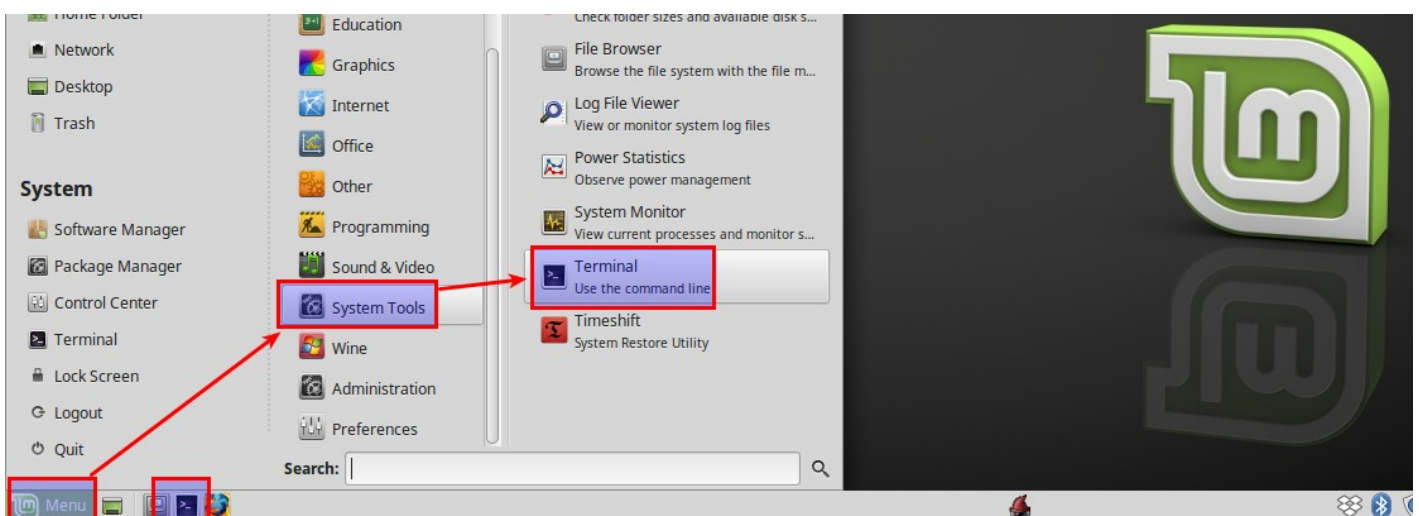 Home Folder
Network
Desktop
Trash
System
Software Manager
Package Manager
Control Center
Terminal
Lock Screen
Logout
Quit
Education
Graphics
Internet
Office
Other
Programming
Sound & Video
System Tools
Wine
Administration
Preferences
Check folder sizes and available disk s...
File Browser
Browse the file system with the file m...
Log File Viewer
View or monitor system log files
Power Statistics
Observe power management
System Monitor
View current processes and monitor s...
Terminal
Use the command line
Timeshift
System Restore Utility
Search:
Menu